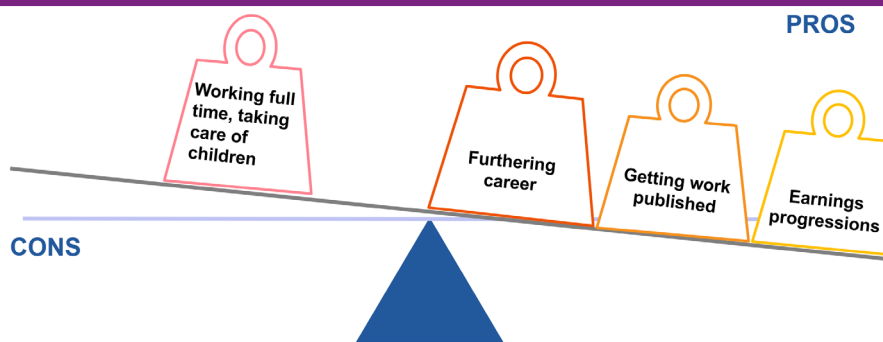 PROS
Working full
time, taking
care of
children
Furthering
career
Getting work
published
Earnings
progressions
CONS